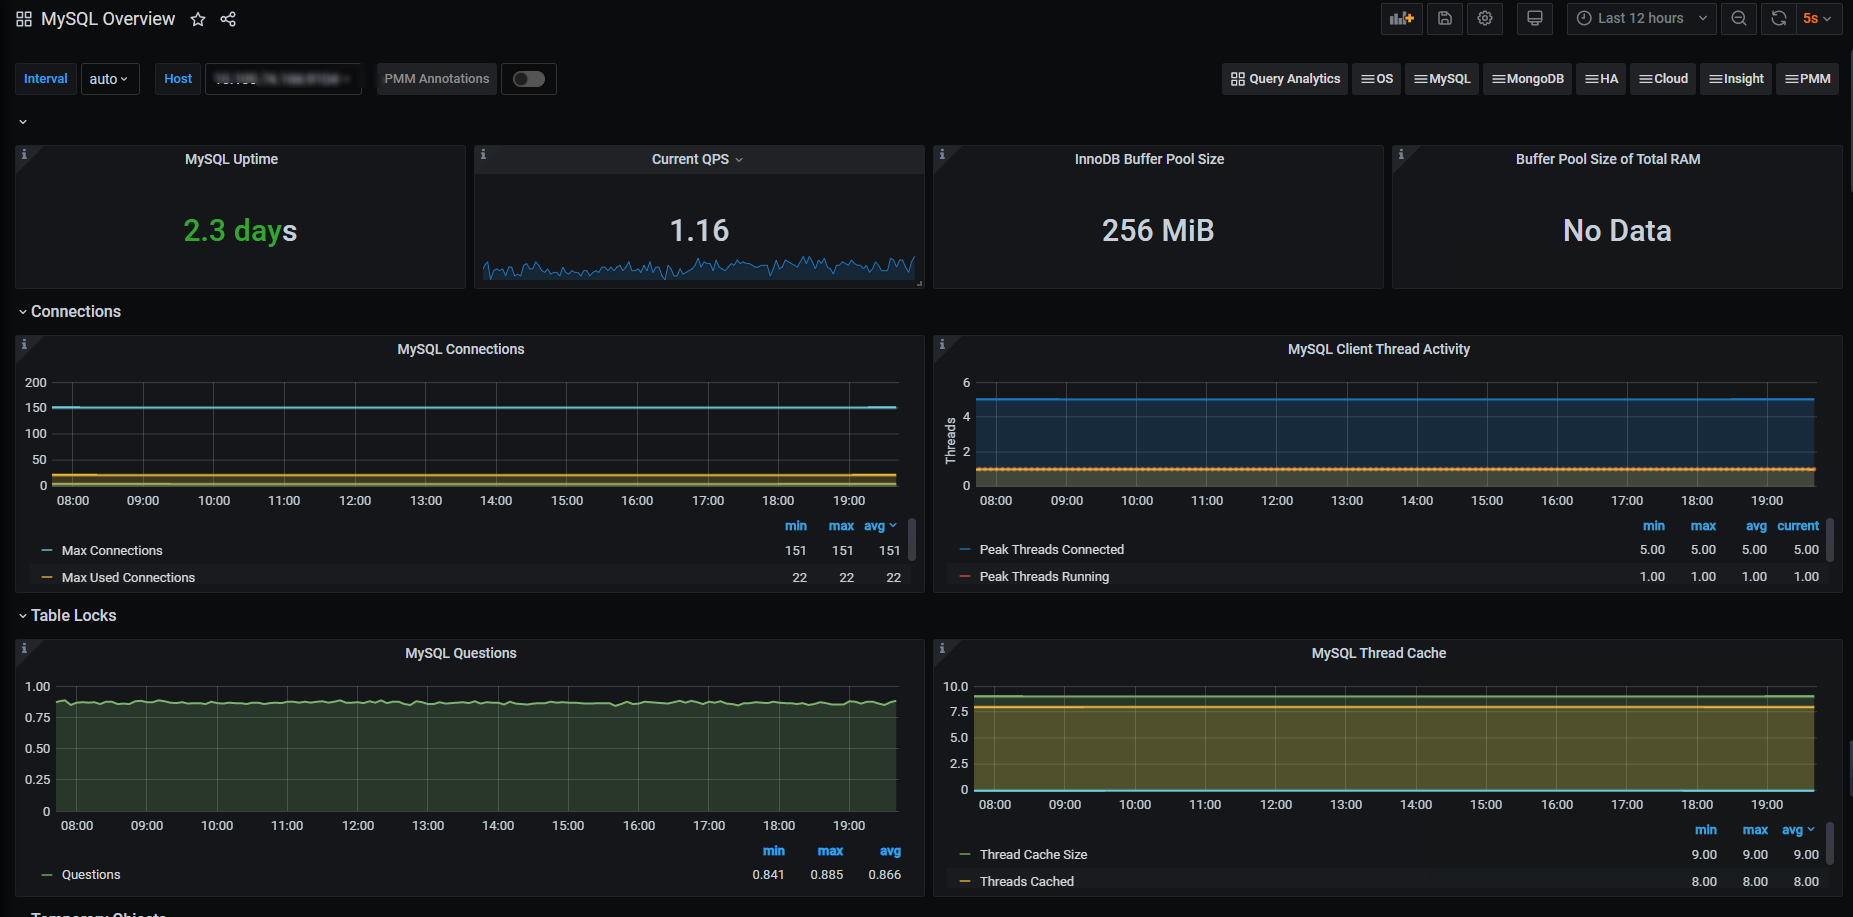 MySQL Overview
Last 12 hours
5s
Interval
auto
Host
PMM Annotations
Query Analytics
OS
MySQL
MongoDB
HA
Cloud
Insight
PMM
MySQL Uptime
2.3 days
Current QPS
1.16
InnoDB Buffer Pool Size
256 MiB
Buffer Pool Size of Total RAM
No Data
Connections
MySQL Connections
200
150
100
50
0
08:00 09:00 10:00 11:00 12:00 13:00 14:00 15:00 16:00 17:00 18:00 19:00
min max avg
Max Connections 151 151 151
Max Used Connections 22 22 22
MySQL Client Thread Activity
Threads
6
4
2
0
08:00 09:00 10:00 11:00 12:00 13:00 14:00 15:00 16:00 17:00 18:00 19:00
min max avg current
Peak Threads Connected 5.00 5.00 5.00 5.00
Peak Threads Running 1.00 1.00 1.00 1.00
Table Locks
MySQL Questions
1.00
0.75
0.50
0.25
0
08:00 09:00 10:00 11:00 12:00 13:00 14:00 15:00 16:00 17:00 18:00 19:00
min max avg
Questions 0.841 0.885 0.866
MySQL Thread Cache
10.0
7.5
5.0
2.5
0
08:00 09:00 10:00 11:00 12:00 13:00 14:00 15:00 16:00 17:00 18:00 19:00
min max avg
Thread Cache Size 9.00 9.00 9.00
Threads Cached 8.00 8.00 8.00
Temporary Objects